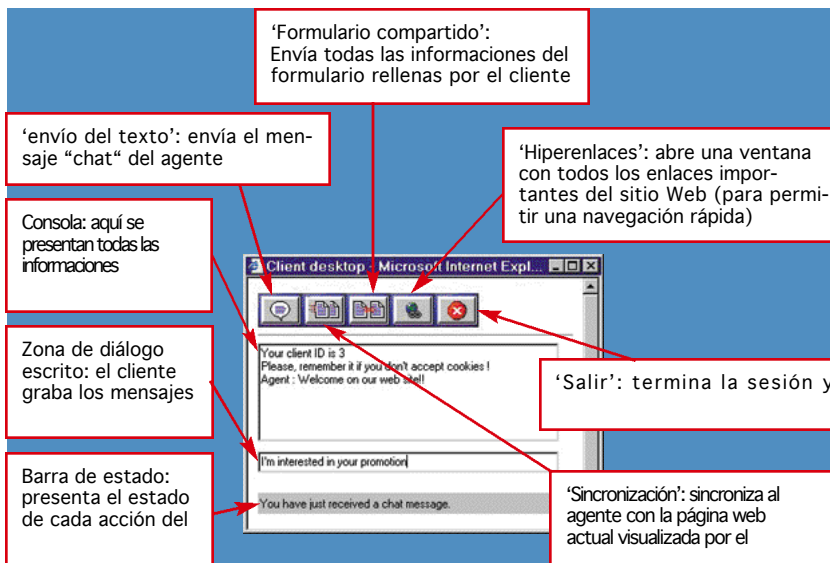 ‘Formulario compartido’:
Envía todas las informaciones del
formulario rellenas por el cliente
‘envío del texto’: envía el men-
saje “chat“ del agente
‘Hiperenlaces’: abre una ventana
con todos los enlaces impor-
tantes del sitio Web (para permi-
tir una navegación rápida)
Consola: aquí se
presentan todas las
informaciones
Client desktop - Microsoft Internet Expl...
Your client ID is 3
Please, remember it if you don't accept cookies !
Agent : Welcome on our web site!!
Zona de diálogo
escrito: el cliente
graba los mensajes
‘Salir’: termina la sesión y
I'm interested in your promotion
Barra de estado:
presenta el estado
de cada acción del
You have just received a chat message.
‘Sincronización’: sincroniza al
agente con la página web
actual visualizada por el